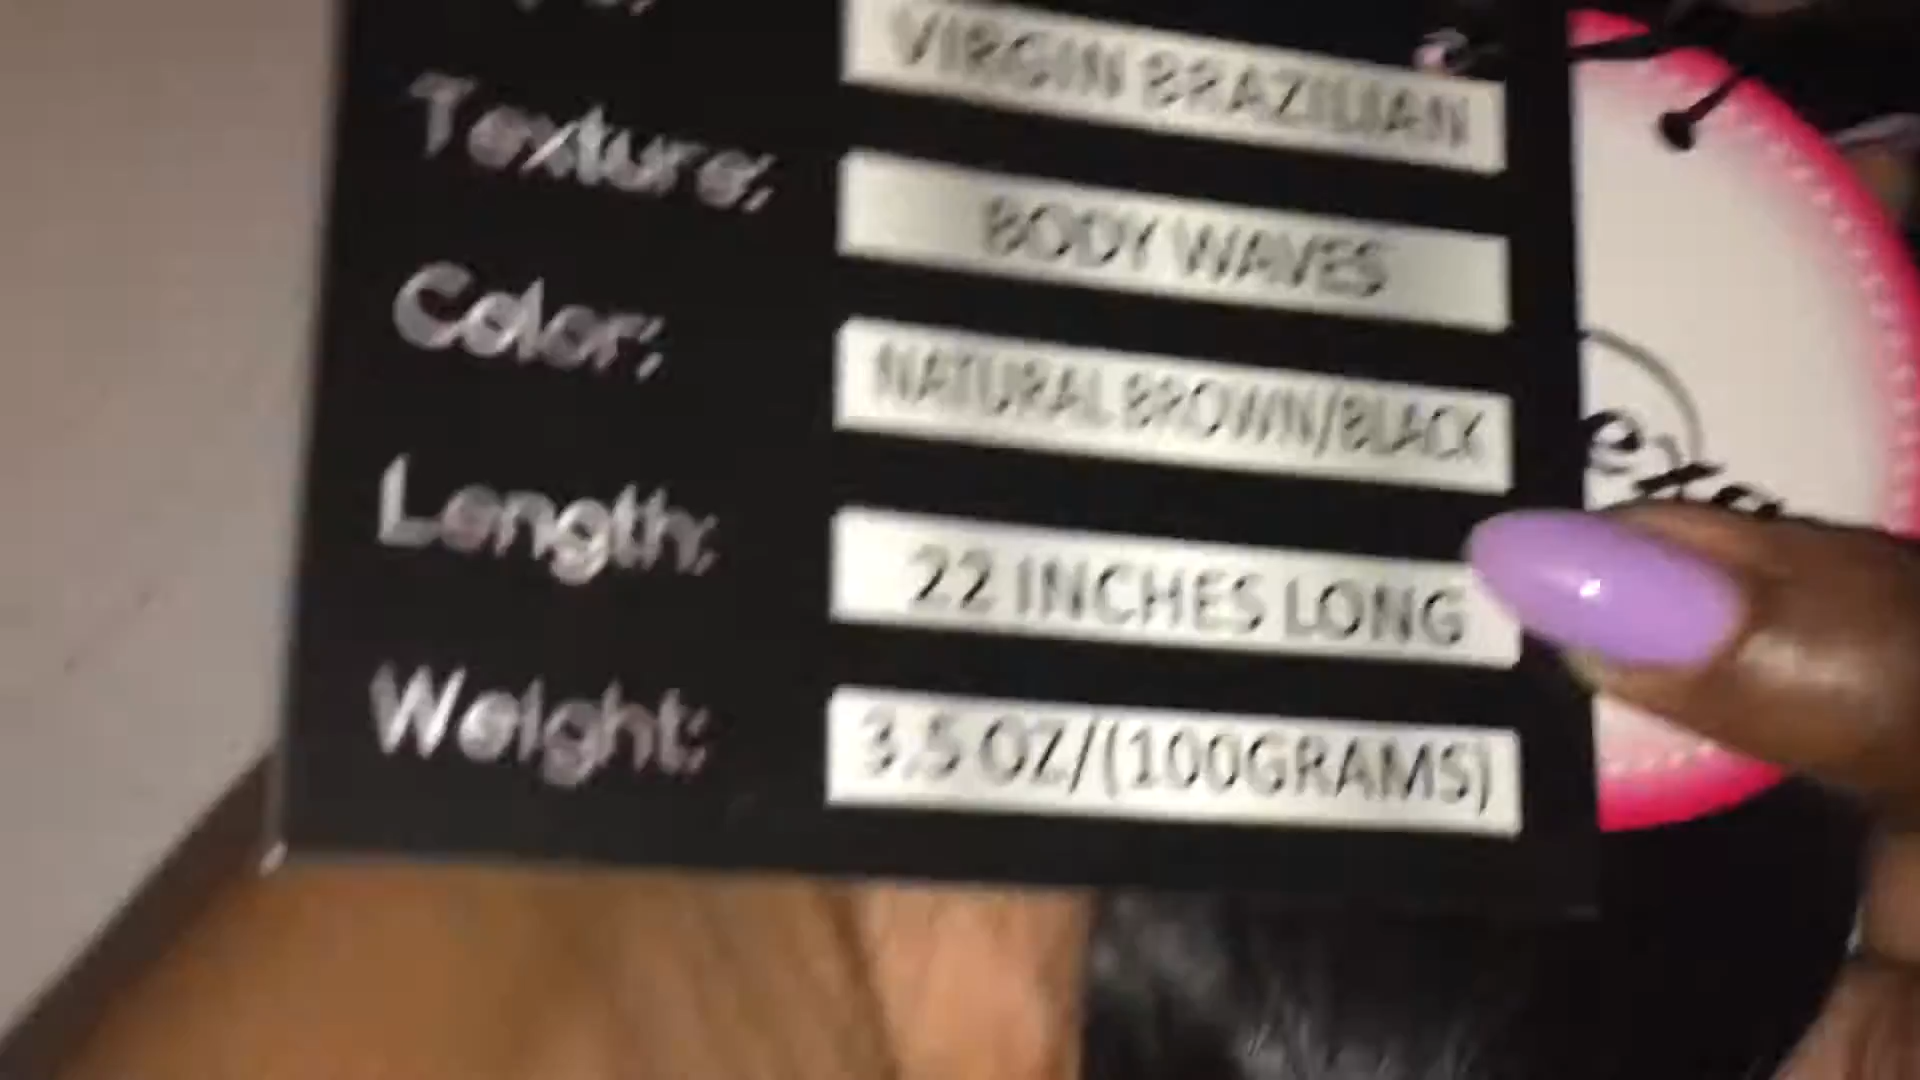 VIRGIN BRAZILIAN
Texture: BODY WAVES
Color: NATURAL BROWN/BLACK
Length: 22 INCHES LONG
Weight: 3.5 OZ/(100GRAMS)